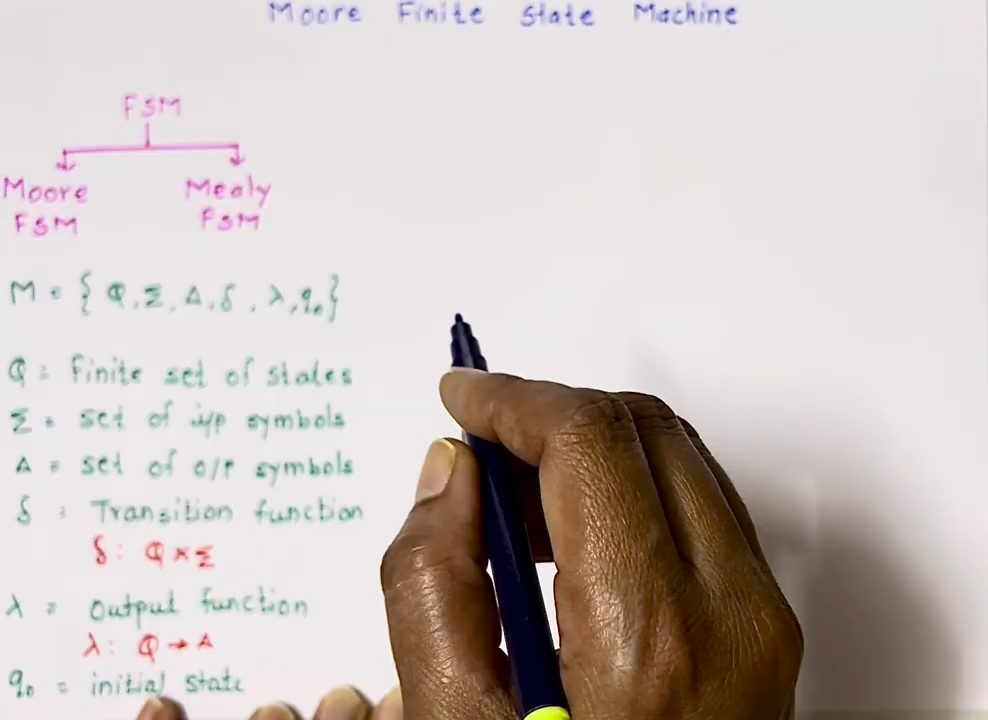 Moore Finite State Machine
FSM
Moore Mealy
FSM FSM
M = { Q, Σ, Δ, δ, λ, q₀}
Q = Finite set of states
Σ = set of i/p symbols
Δ = set of o/p symbols
δ : Transition function
δ: Q × Σ
λ = Output function
λ: Q → Δ
q₀ = initial state